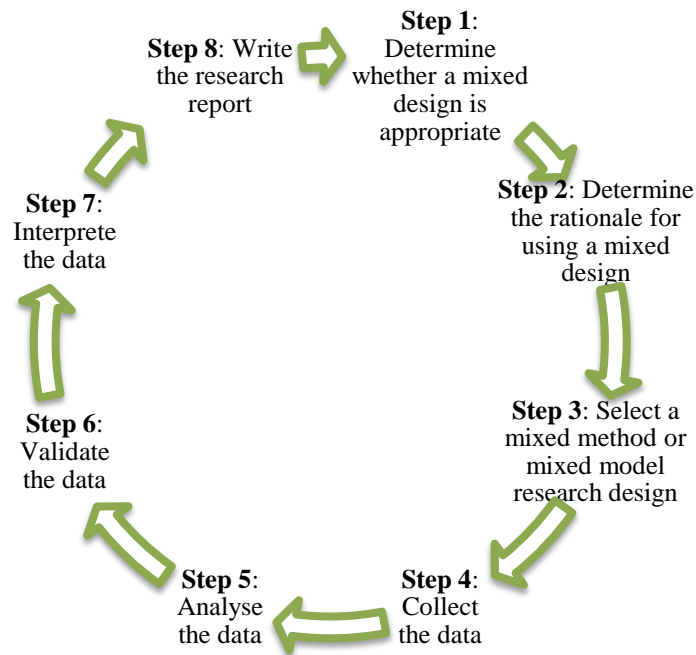 Step 1:
Determine
whether a mixed
design is
appropriate
Step 2: Determine
the rationale for
using a mixed
design
Step 3: Select a
mixed method or
mixed model
research design
Step 4:
Collect
the data
Step 5:
Analyse
the data
Step 6:
Validate
the data
Step 7:
Interprete
the data
Step 8: Write
the research
report